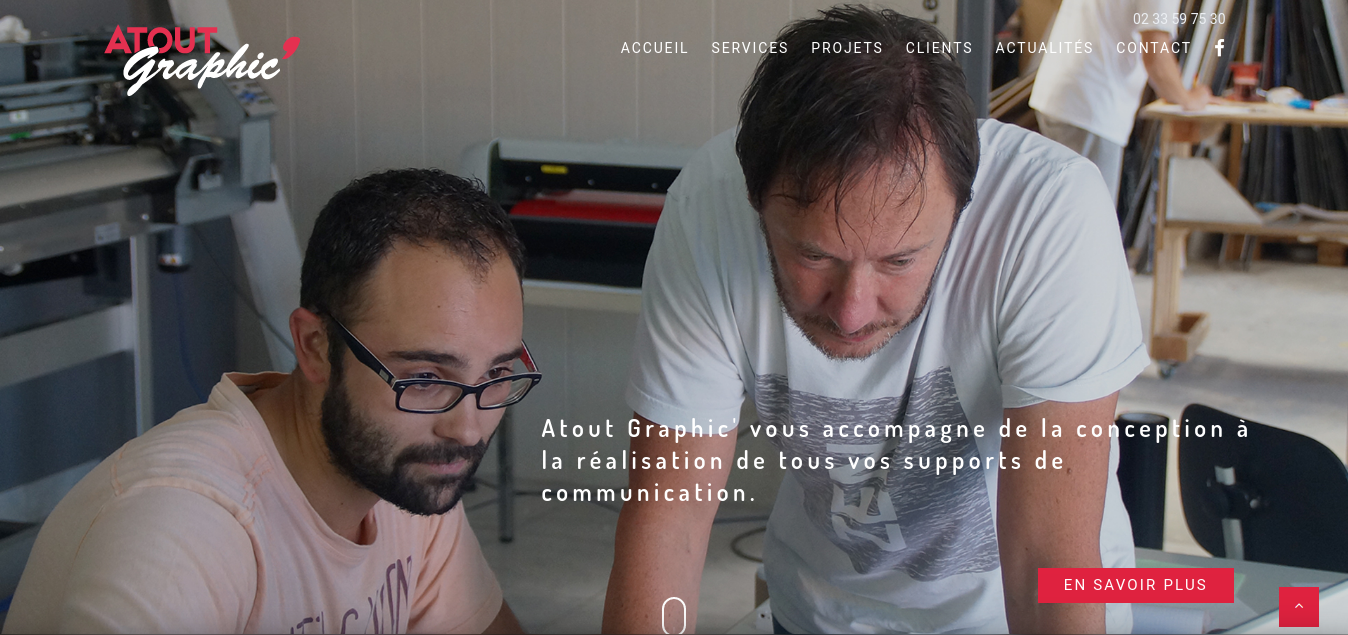 02 33 59 75 30
ATOUT
Graphic'
ACCUEIL SERVICES PROJETS CLIENTS ACTUALITÉS CONTACT
Atout Graphic' vous accompagne de la conception à
la réalisation de tous vos supports de
communication.
EN SAVOIR PLUS